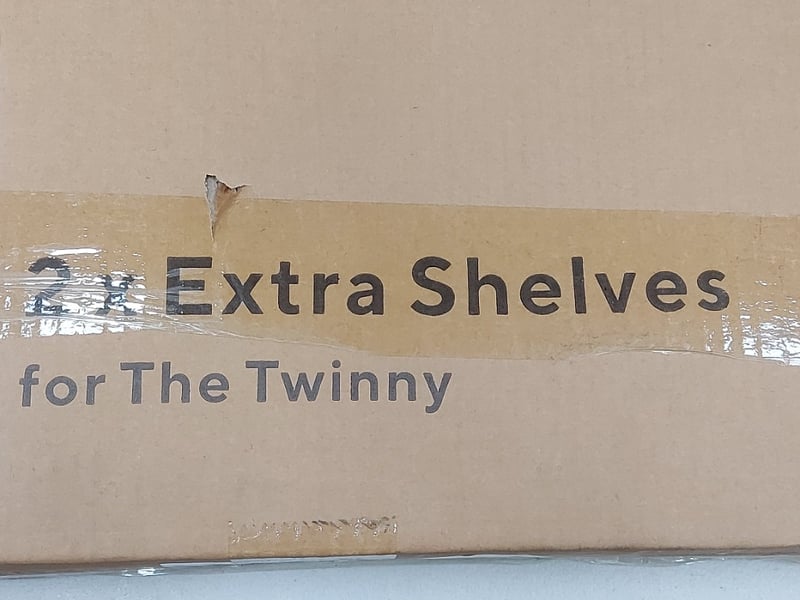 2 x Extra Shelves
for The Twinny